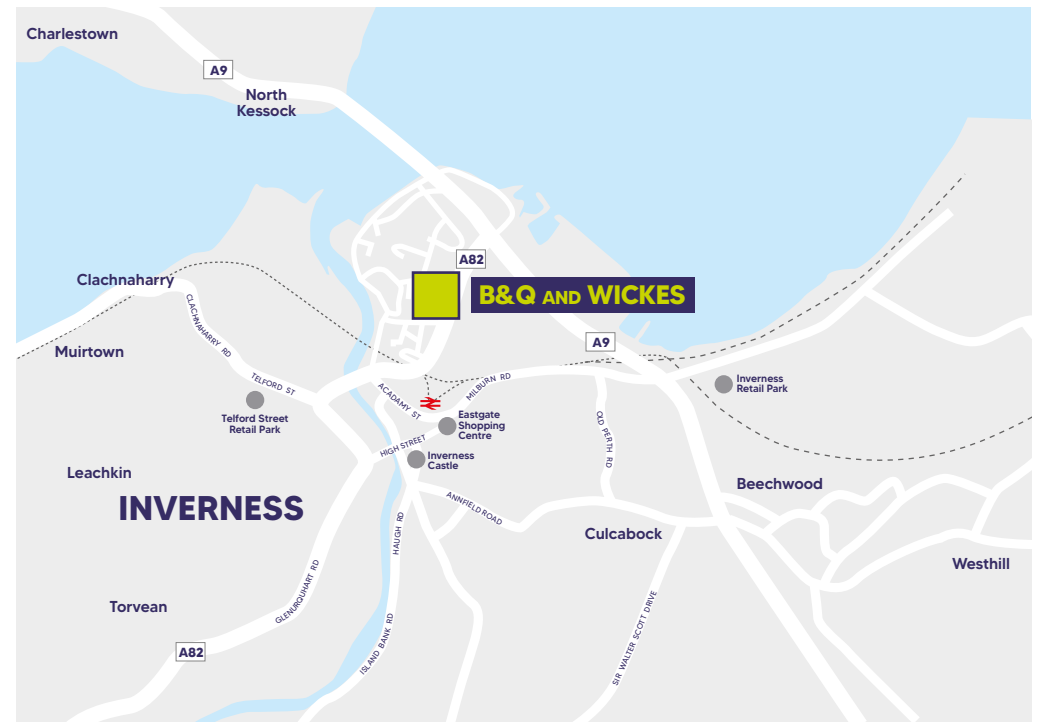 Charlestown
A9
North
Kessock
A82
Clachnaharry
B&Q AND WICKES
CLACHNAHARRY RD
A9
Muirtown
TELFORD ST
ACADAMY ST
MILBURN RD
Inverness
Retail Park
Telford Street
Retail Park
Eastgate
Shopping
Centre
OLD PERTH RD
HIGH STREET
Inverness
Castle
Leachkin
Beechwood
INVERNESS
ANNFIELD ROAD
HAUGH RD
Culcabock
Westhill
GLENURQUHART RD
Torvean
SIR WALTER SCOTT DRIVE
ISLAND BANK RD
A82